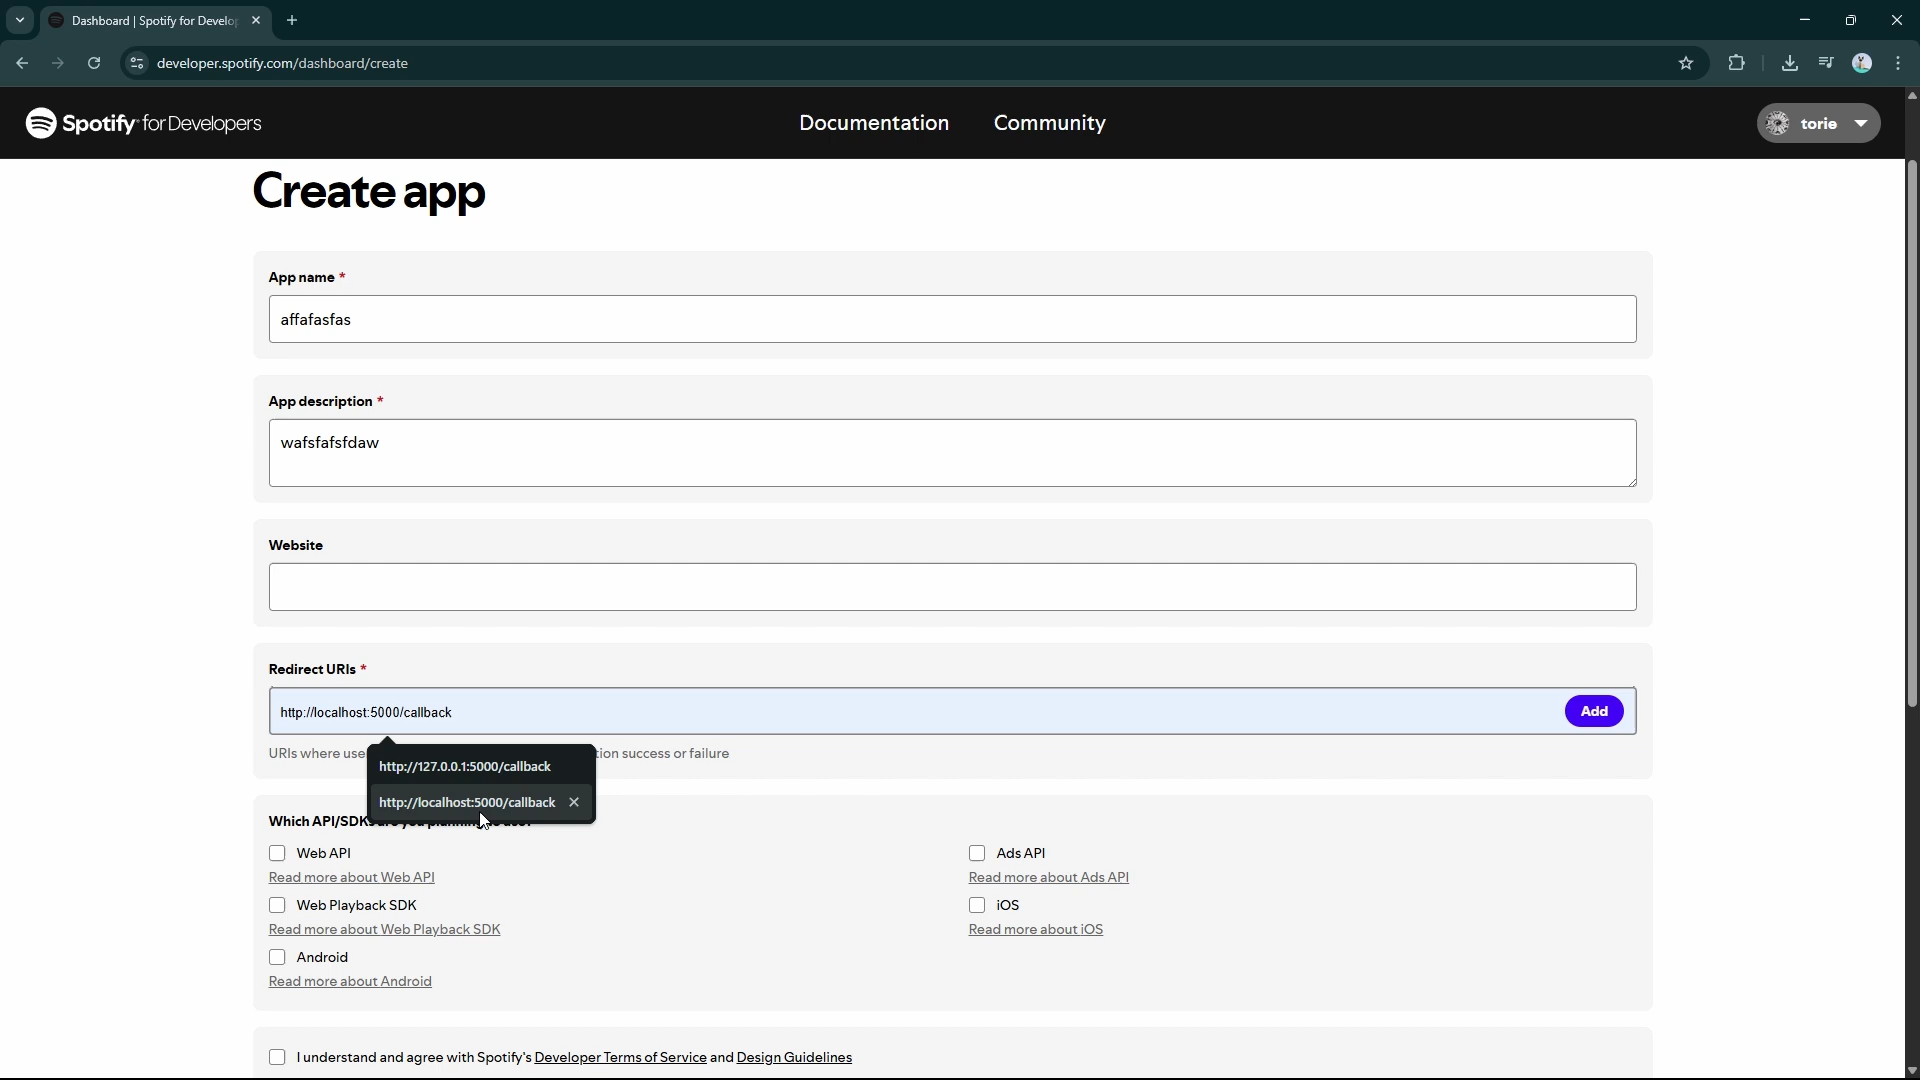 Dashboard | Spotify for Develop
developer.spotify.com/dashboard/create
Spotify for Developers
Documentation
Community
torie
Create app
App name *
affafasfas
App description *
wafsfafsfdaw
Website
Redirect URIs *
http://localhost:5000/callback
Add
URIs where use
tion success or failure
http://127.0.0.1:5000/callback
http://localhost:5000/callback
Which API/SDKs
Web API
Read more about Web API
Web Playback SDK
Read more about Web Playback SDK
Android
Read more about Android
Ads API
Read more about Ads API
iOS
Read more about iOS
I understand and agree with Spotify's Developer Terms of Service and Design Guidelines